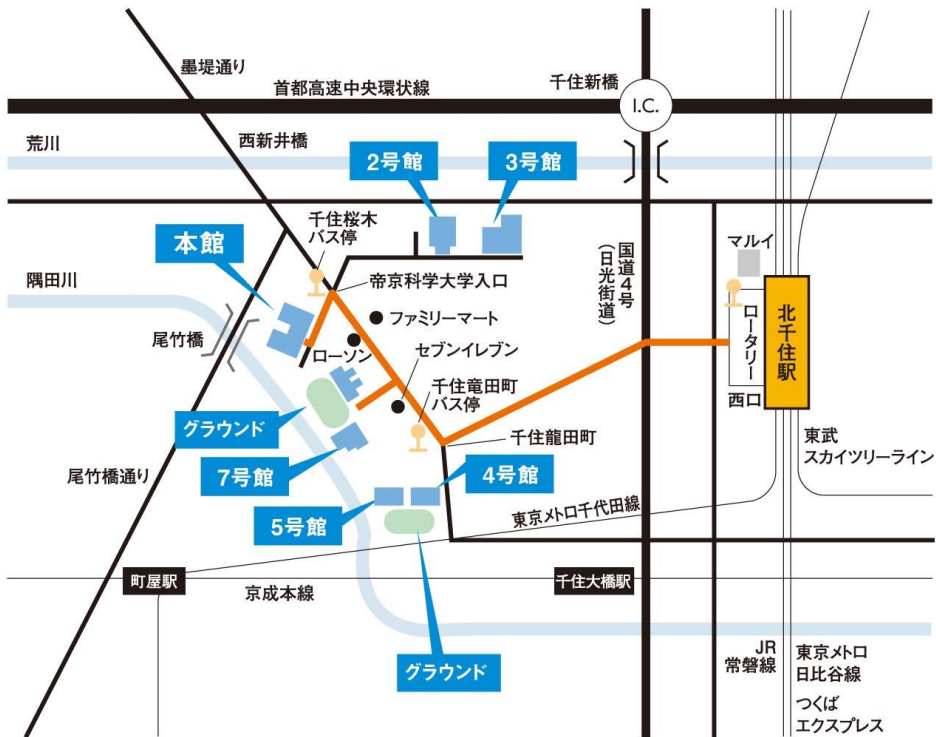 墨堤通り
首都高速中央環状線
千住新橋
I.C.
荒川
西新井橋
2号館
3号館
千住桜木
バス停
本館
国道4号
(日光街道)
マルイ
隅田川
帝京科学大学入口
尾竹橋
ファミリーマート
ローソン
セブンイレブン
ロータリー
北千住駅
千住竜田町
バス停
西口
グラウンド
千住龍田町
東武
スカイツリーライン
7号館
4号館
尾竹橋通り
5号館
東京メトロ千代田線
町屋駅
京成本線
千住大橋駅
グラウンド
JR
常磐線
東京メトロ
日比谷線
つくば
エクスプレス